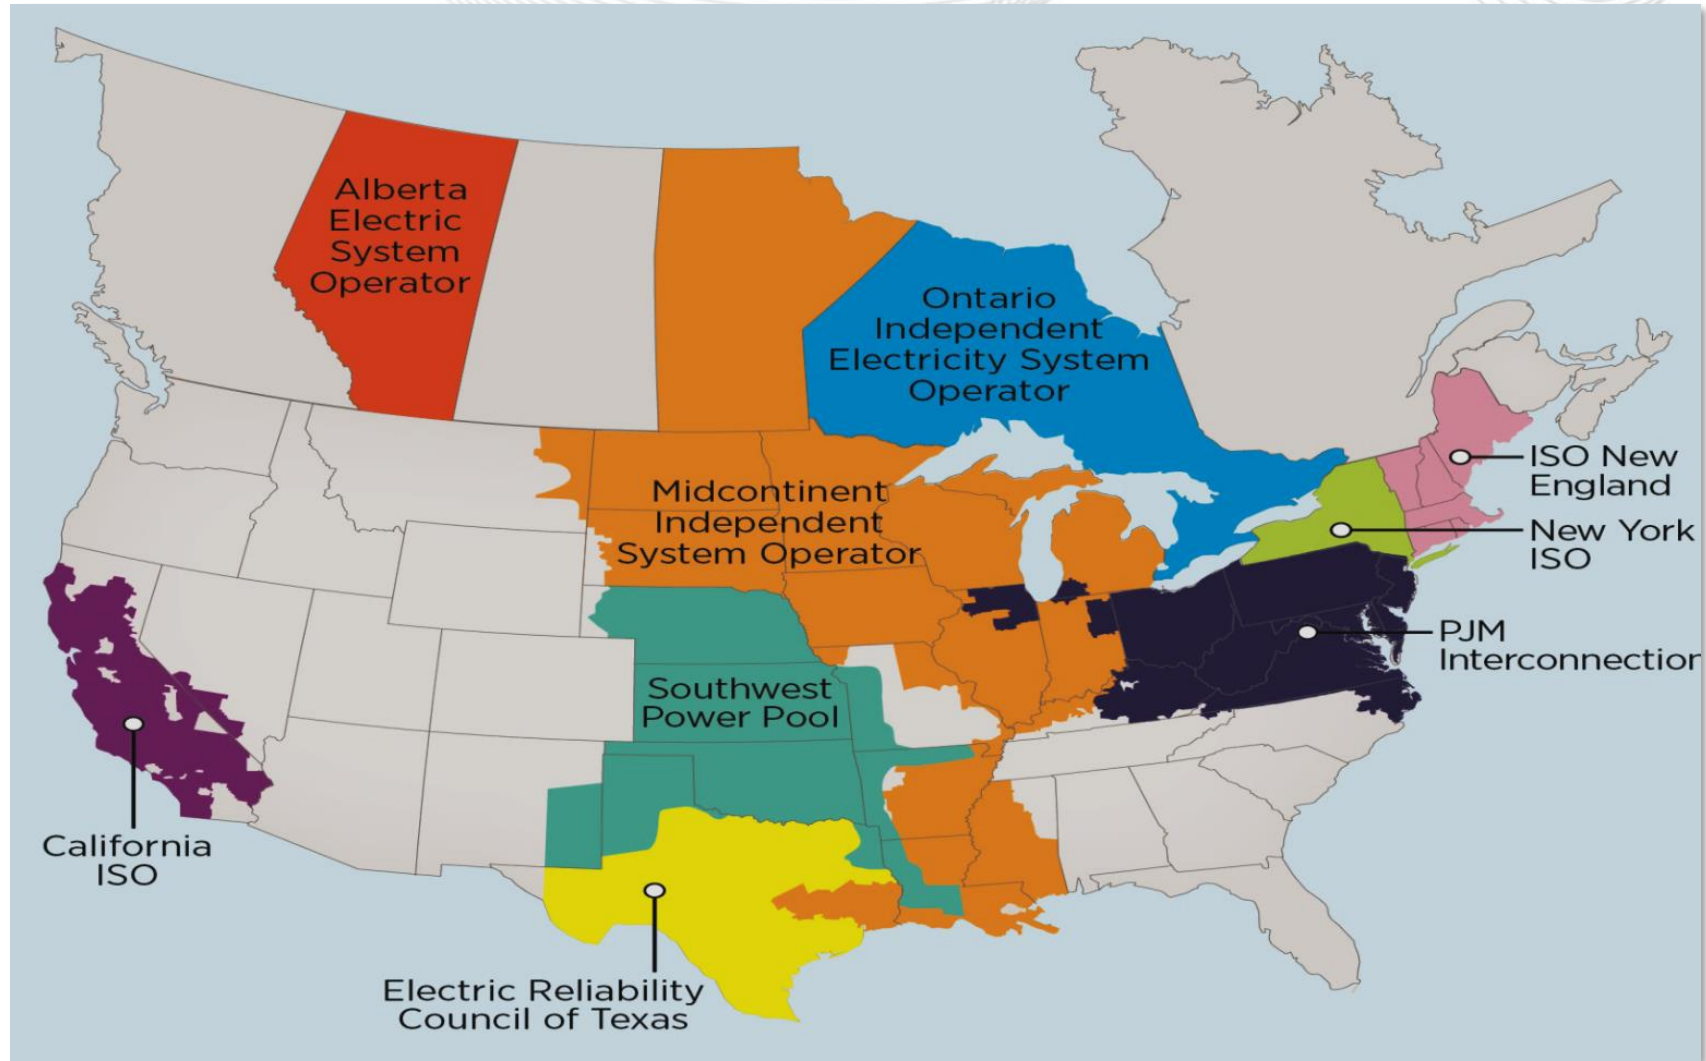 Alberta
Electric
System
Operator
Ontario
Independent
Electricity System
Operator
ISO New
England
Midcontinent
Independent
System Operator
New York
ISO
PJM
Interconnection
Southwest
Power Pool
California
ISO
Electric Reliability
Council of Texas